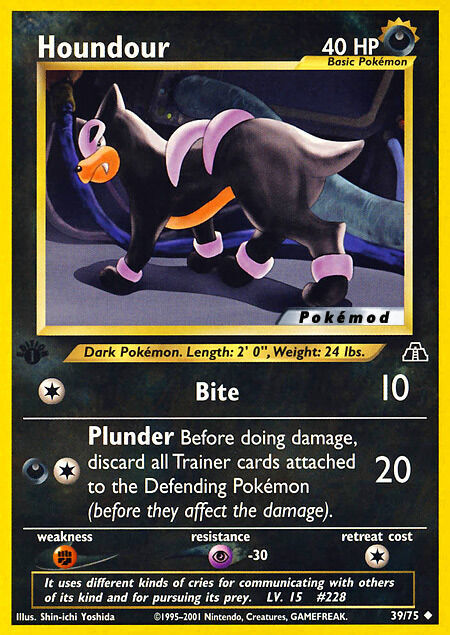 Houndour
40 HP
Basic Pokémon
Pokémod
1
Dark Pokémon. Length: 2' 0", Weight: 24 lbs.
Bite 10
Plunder Before doing damage,
discard all Trainer cards attached
to the Defending Pokémon
(before they affect the damage).
20
weakness resistance retreat cost
-30
It uses different kinds of cries for communicating with others
of its kind and for pursuing its prey. LV. 15 #228
Illus. Shin-ichi Yoshida ©1995-2001 Nintendo, Creatures, GAMEFREAK. 39/75